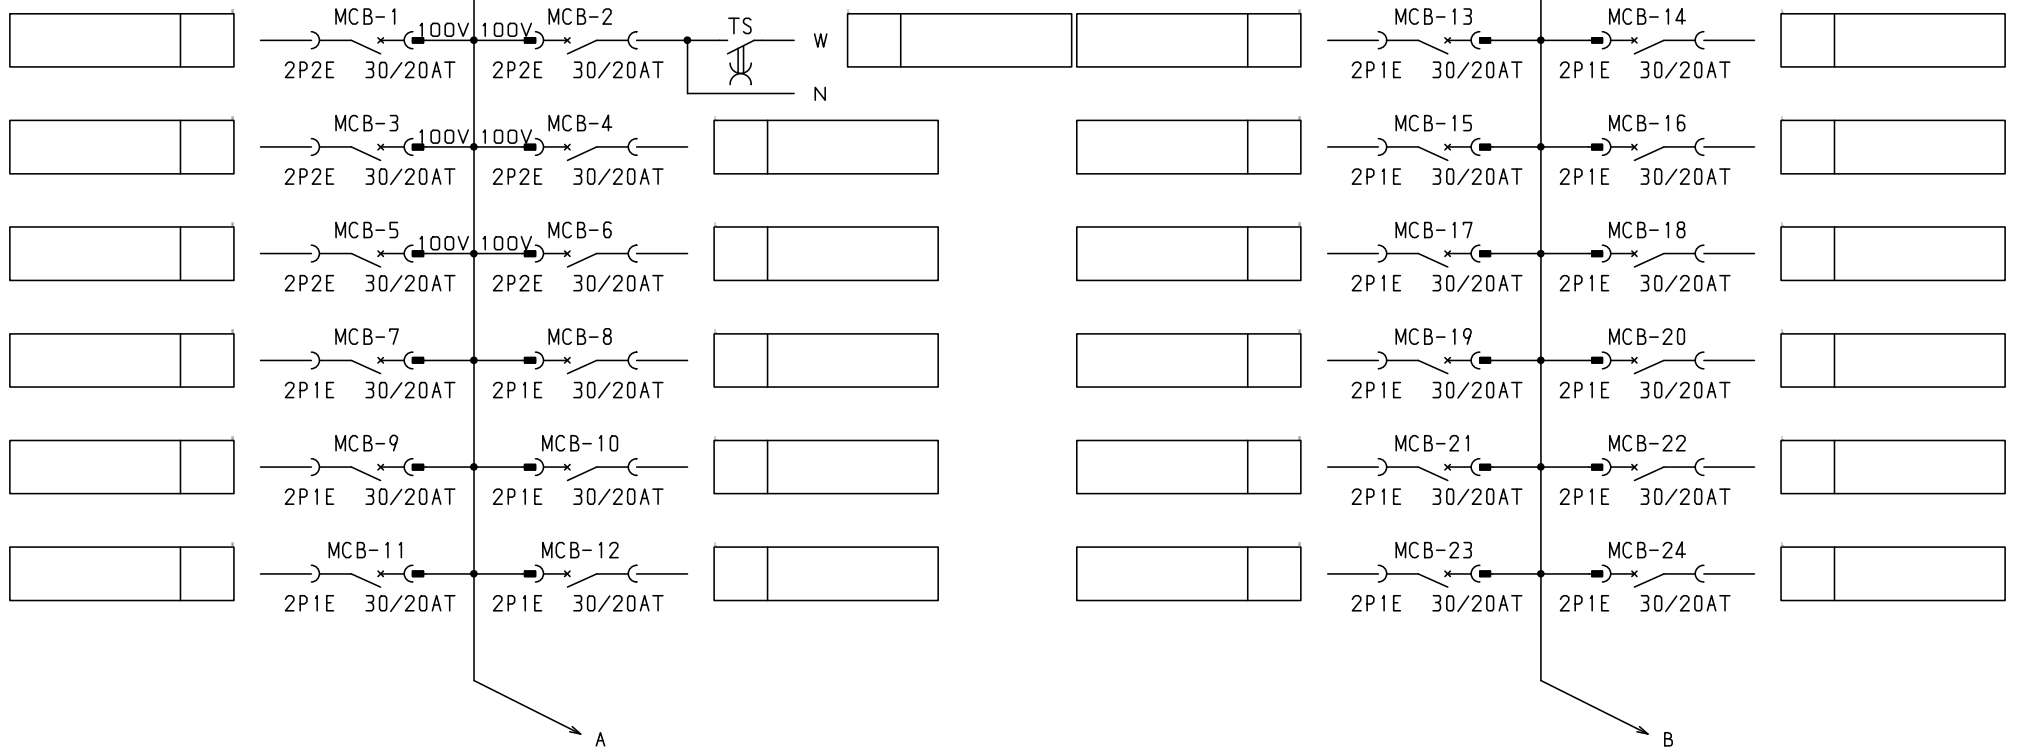 MCB-1 100V 100V MCB-2 TS W MCB-13 MCB-14
2P2E 30/20AT 2P2E 30/20AT N 2P1E 30/20AT 2P1E 30/20AT
MCB-3 100V 100V MCB-4 MCB-15 MCB-16
2P2E 30/20AT 2P2E 30/20AT 2P1E 30/20AT 2P1E 30/20AT
MCB-5 100V 100V MCB-6 MCB-17 MCB-18
2P2E 30/20AT 2P2E 30/20AT 2P1E 30/20AT 2P1E 30/20AT
MCB-7 MCB-8 MCB-19 MCB-20
2P1E 30/20AT 2P1E 30/20AT 2P1E 30/20AT 2P1E 30/20AT
MCB-9 MCB-10 MCB-21 MCB-22
2P1E 30/20AT 2P1E 30/20AT 2P1E 30/20AT 2P1E 30/20AT
MCB-11 MCB-12 MCB-23 MCB-24
2P1E 30/20AT 2P1E 30/20AT 2P1E 30/20AT 2P1E 30/20AT
A B